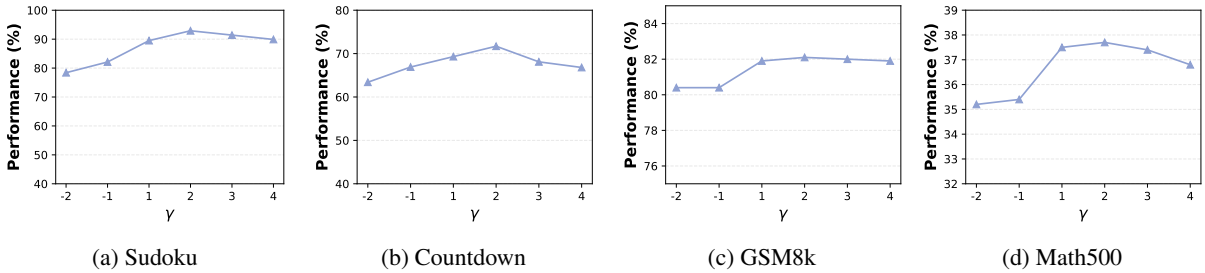 Performance (%)
100
90
80
70
60
50
40
-2 -1 1 2 3 4
γ
(a) Sudoku
Performance (%)
80
70
60
50
40
-2 -1 1 2 3 4
γ
(b) Countdown
Performance (%)
84
82
80
78
76
-2 -1 1 2 3 4
γ
(c) GSM8k
Performance (%)
39
38
37
36
35
34
33
32
-2 -1 1 2 3 4
γ
(d) Math500